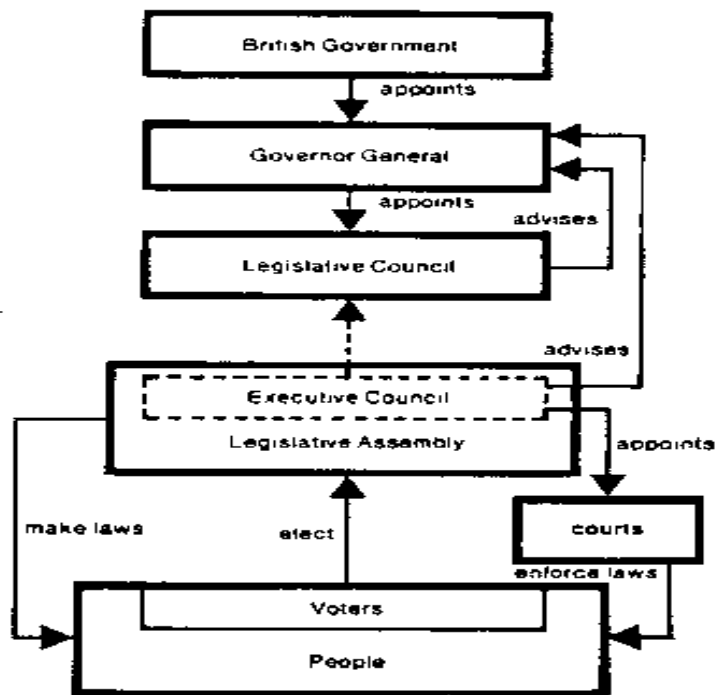 British Government
appoints
Governor General
appoints
advises
Legislative Council
advises
Executive Council
Legislative Assembly
appoints
make laws
elect
courts
enforce laws
Voters
People